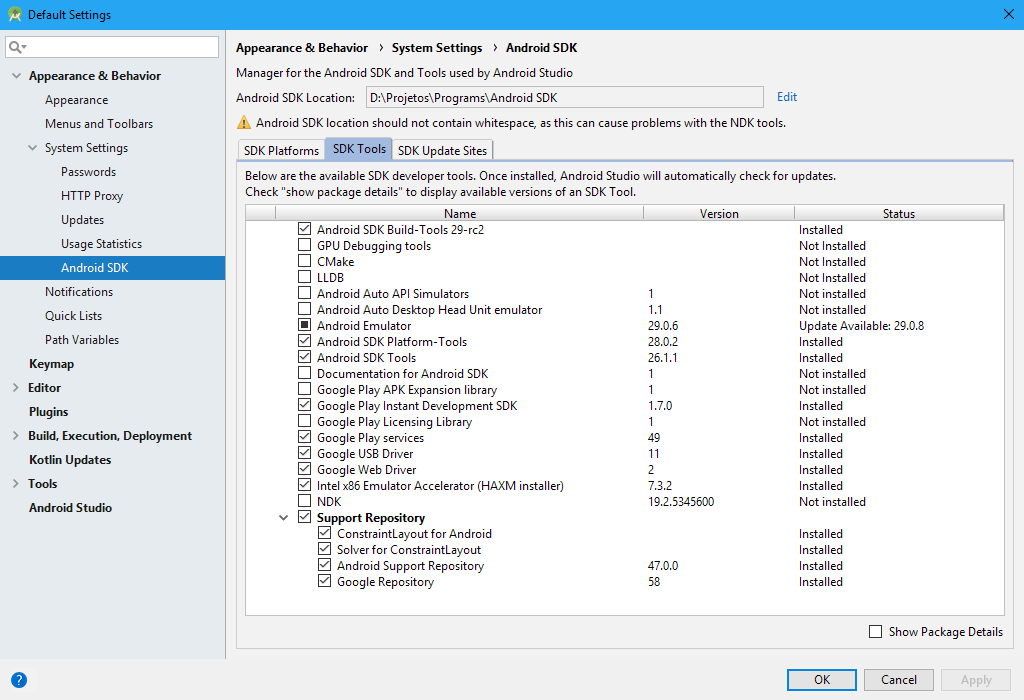 Default Settings
Appearance & Behavior
Appearance
Menus and Toolbars
System Settings
Passwords
HTTP Proxy
Updates
Usage Statistics
Android SDK
Notifications
Quick Lists
Path Variables
Keymap
Editor
Plugins
Build, Execution, Deployment
Kotlin Updates
Tools
Android Studio
Appearance & Behavior › System Settings › Android SDK
Manager for the Android SDK and Tools used by Android Studio
Android SDK Location: D:\Projetos\Programs\Android SDK Edit
Android SDK location should not contain whitespace, as this can cause problems with the NDK tools.
SDK Platforms SDK Tools SDK Update Sites
Below are the available SDK developer tools. Once installed, Android Studio will automatically check for updates.
Check "show package details" to display available versions of an SDK Tool.
Name Version Status
Android SDK Build-Tools 29-rc2 Installed
GPU Debugging tools Not Installed
CMake Not Installed
LLDB Not Installed
Android Auto API Simulators 1 Not installed
Android Auto Desktop Head Unit emulator 1.1 Not installed
Android Emulator 29.0.6 Update Available: 29.0.8
Android SDK Platform-Tools 28.0.2 Installed
Android SDK Tools 26.1.1 Installed
Documentation for Android SDK 1 Not installed
Google Play APK Expansion library 1 Not installed
Google Play Instant Development SDK 1.7.0 Installed
Google Play Licensing Library 1 Not installed
Google Play services 49 Installed
Google USB Driver 11 Installed
Google Web Driver 2 Installed
Intel x86 Emulator Accelerator (HAXM installer) 7.3.2 Installed
NDK 19.2.5345600 Not installed
Support Repository
ConstraintLayout for Android Installed
Solver for ConstraintLayout Installed
Android Support Repository 47.0.0 Installed
Google Repository 58 Installed
Show Package Details
? OK Cancel Apply